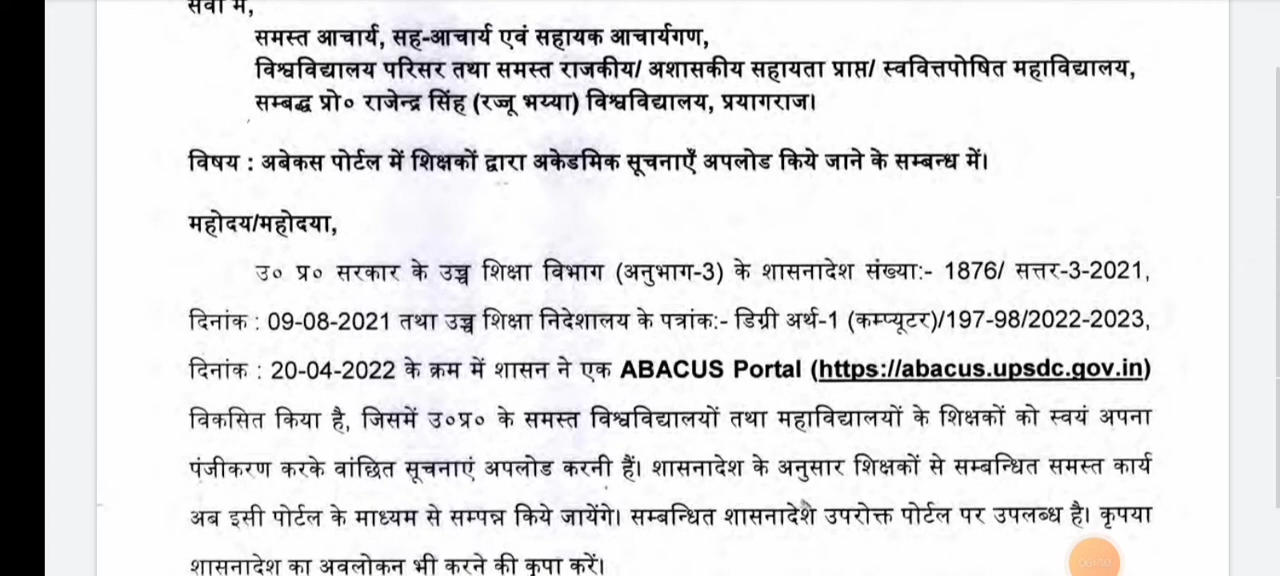 सेवा में,
समस्त आचार्य, सह-आचार्य एवं सहायक आचार्यगण,
विश्वविद्यालय परिसर तथा समस्त राजकीय/ अशासकीय सहायता प्राप्त/ स्ववित्तपोषित महाविद्यालय,
सम्बद्ध प्रो० राजेन्द्र सिंह (रज्जू भय्या) विश्वविद्यालय, प्रयागराज।
विषय : अबेकस पोर्टल में शिक्षकों द्वारा अकेडमिक सूचनाएँ अपलोड किये जाने के सम्बन्ध में।
महोदय/महोदया,
उ० प्र० सरकार के उच्च शिक्षा विभाग (अनुभाग-3) के शासनादेश संख्या:- 1876/ सत्तर-3-2021,
दिनांक : 09-08-2021 तथा उच्च शिक्षा निदेशालय के पत्रांक:- डिग्री अर्थ-1 (कम्प्यूटर)/197-98/2022-2023,
दिनांक : 20-04-2022 के क्रम में शासन ने एक ABACUS Portal (https://abacus.upsdc.gov.in)
विकसित किया है, जिसमें उ०प्र० के समस्त विश्वविद्यालयों तथा महाविद्यालयों के शिक्षकों को स्वयं अपना
पंजीकरण करके वांछित सूचनाएं अपलोड करनी हैं। शासनादेश के अनुसार शिक्षकों से सम्बन्धित समस्त कार्य
अब इसी पोर्टल के माध्यम से सम्पन्न किये जायेंगे। सम्बन्धित शासनादेश उपरोक्त पोर्टल पर उपलब्ध है। कृपया
शासनादेश का अवलोकन भी करने की कृपा करें।